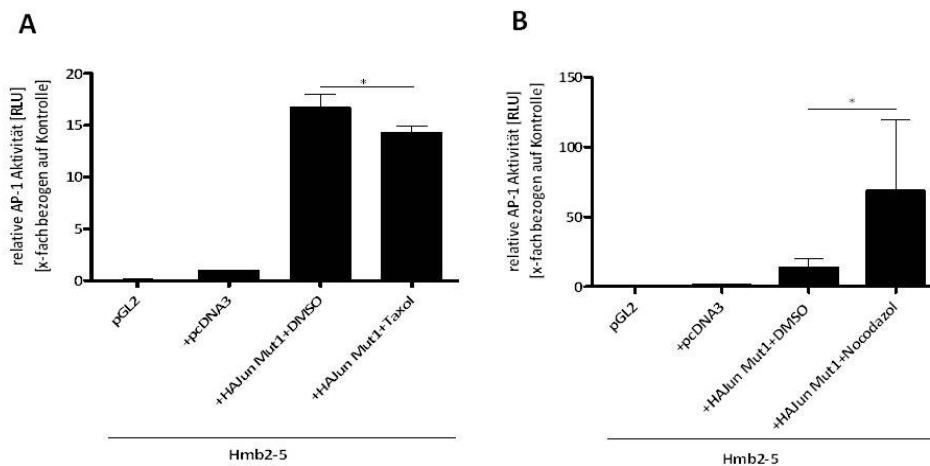 A
relative AP-1 Aktivität [RLU]
[x-fach bezogen auf Kontrolle]
20
15
10
5
0
*
pGL2
+pcDNA3
+HAJun Mut1+DMSO
+HAJun Mut1+Taxol
Hmb2-5
B
relative AP-1 Aktivität [RLU]
[x-fach bezogen auf Kontrolle]
150
100
50
0
*
pGL2
+pcDNA3
+HAJun Mut1+DMSO
+HAJun Mut1+Nocodazol
Hmb2-5